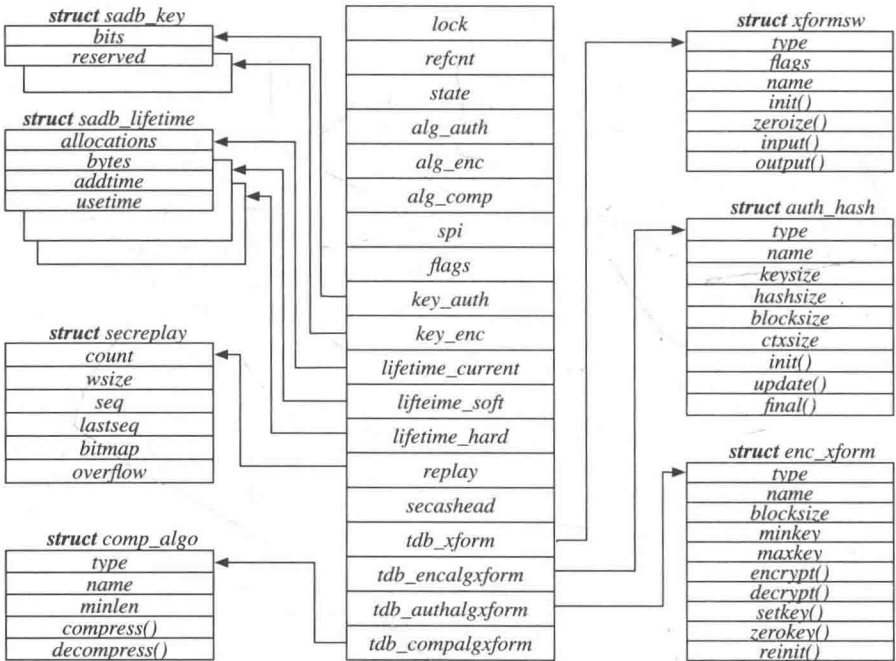 struct sadb_key
bits
reserved
struct sadb_lifetime
allocations
bytes
addtime
usetime
struct secreplay
count
wsize
seq
lastseq
bitmap
overflow
struct comp_algo
type
name
minlen
compress()
decompress()
lock
refcnt
state
alg_auth
alg_enc
alg_comp
spi
flags
key_auth
key_enc
lifetime_current
lifteime_soft
lifetime_hard
replay
secashead
tdb_xform
tdb_encalgxform
tdb_authalgxform
tdb_compalgxform
struct xformsw
type
flags
name
init()
zeroize()
input()
output()
struct auth_hash
type
name
keysize
hashsize
blocksize
ctxsize
init()
update()
final()
struct enc_xform
type
name
blocksize
minkey
maxkey
encrypt()
decrypt()
setkey()
zerokey()
reinit()